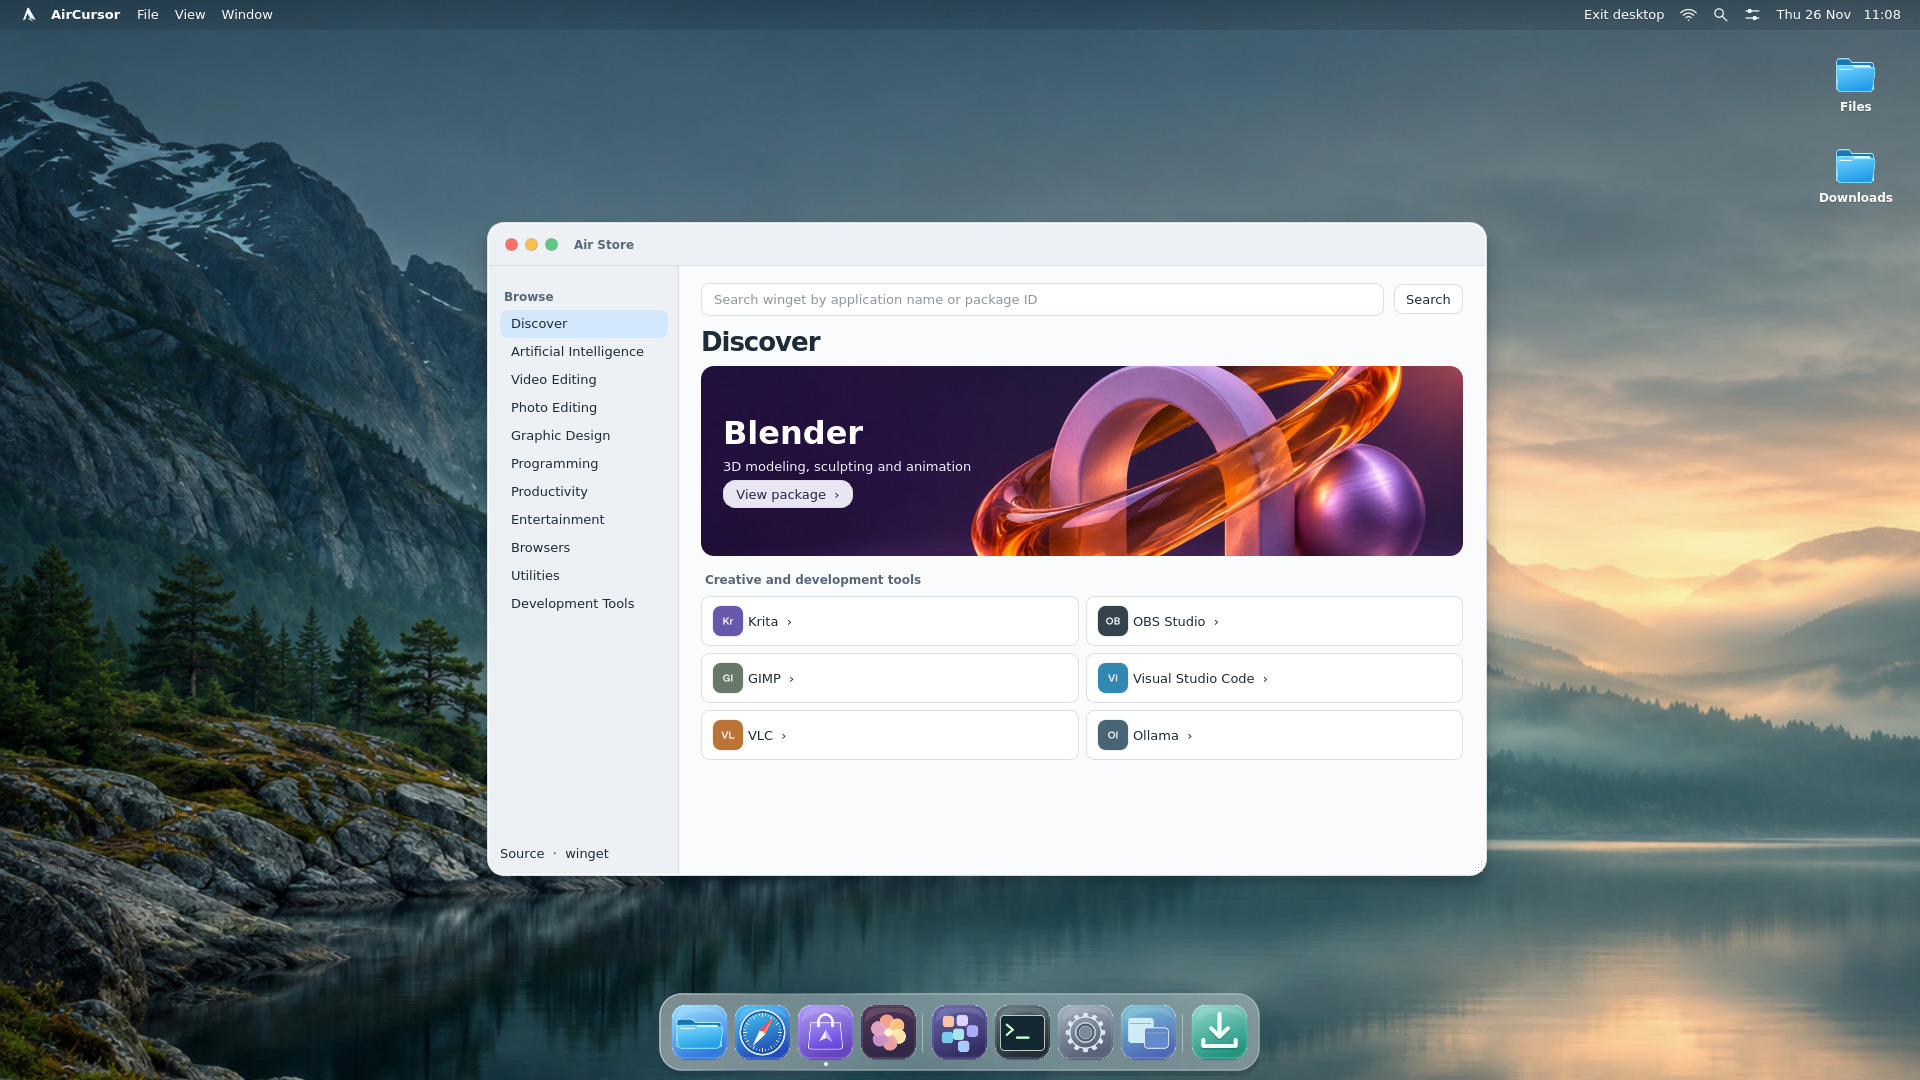 AirCursor File View Window
Exit desktop Thu 26 Nov 11:08
Files
Downloads
Air Store
Browse
Discover
Artificial Intelligence
Video Editing
Photo Editing
Graphic Design
Programming
Productivity
Entertainment
Browsers
Utilities
Development Tools
Source · winget
Search winget by application name or package ID
Search
Discover
Blender
3D modeling, sculpting and animation
View package ›
Creative and development tools
Kr Krita ›
OB OBS Studio ›
GI GIMP ›
Vi Visual Studio Code ›
VL VLC ›
Ol Ollama ›